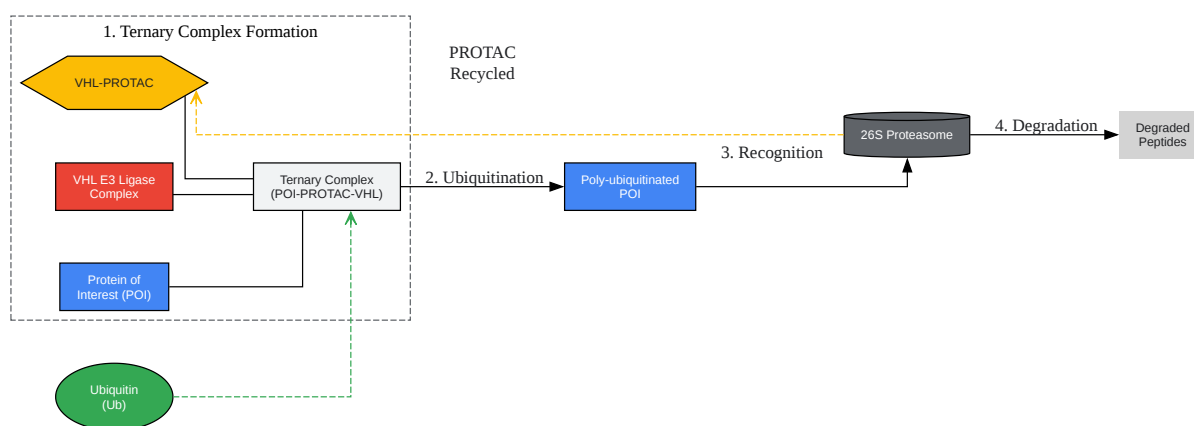 1. Ternary Complex Formation
VHL-PROTAC
PROTAC
Recycled
26S Proteasome
4. Degradation
Degraded
Peptides
3. Recognition
VHL E3 Ligase
Complex
Ternary Complex
(POI-PROTAC-VHL)
2. Ubiquitination
Poly-ubiquitinated
POI
Protein of
Interest (POI)
Ubiquitin
(Ub)